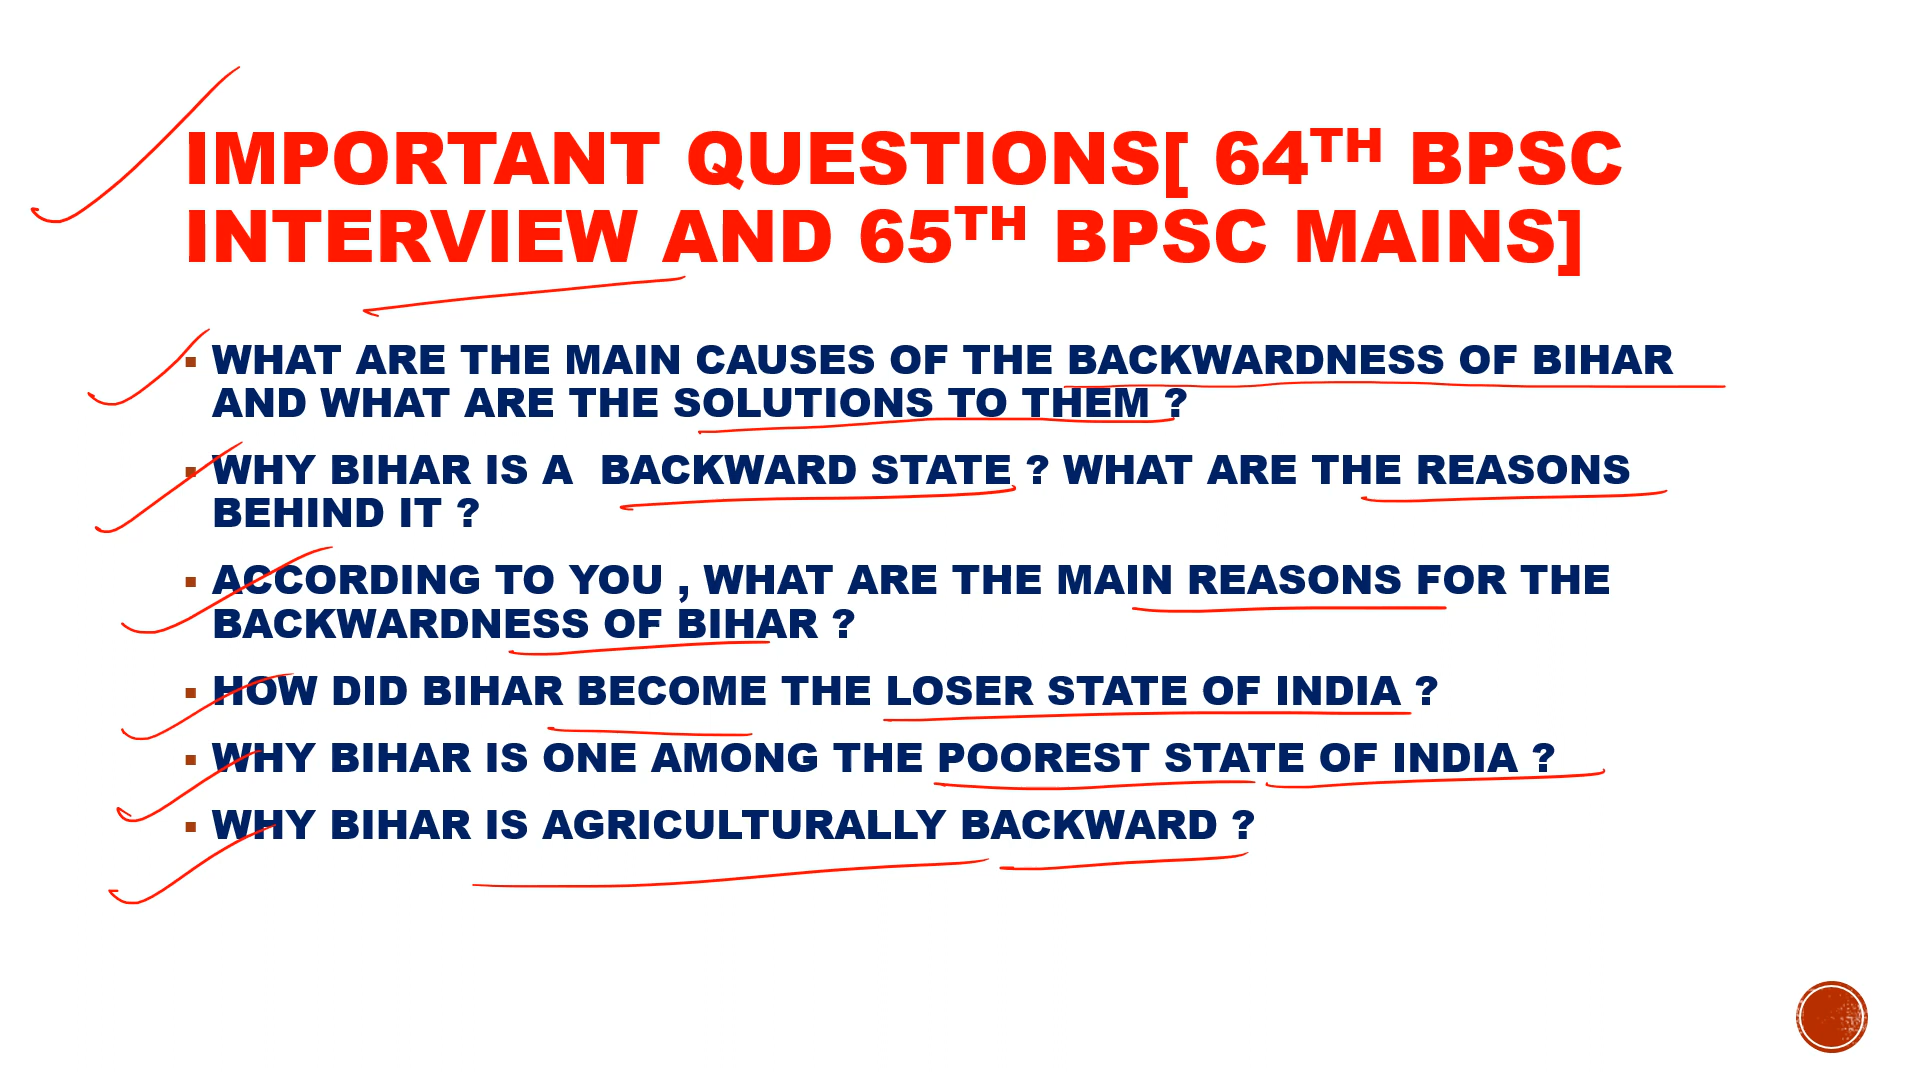 IMPORTANT QUESTIONS[ 64TH BPSC
INTERVIEW AND 65TH BPSC MAINS]
▪ WHAT ARE THE MAIN CAUSES OF THE BACKWARDNESS OF BIHAR
AND WHAT ARE THE SOLUTIONS TO THEM ?
▪ WHY BIHAR IS A  BACKWARD STATE ? WHAT ARE THE REASONS
BEHIND IT ?
▪ ACCORDING TO YOU , WHAT ARE THE MAIN REASONS FOR THE
BACKWARDNESS OF BIHAR ?
▪ HOW DID BIHAR BECOME THE LOSER STATE OF INDIA ?
▪ WHY BIHAR IS ONE AMONG THE POOREST STATE OF INDIA ?
▪ WHY BIHAR IS AGRICULTURALLY BACKWARD ?